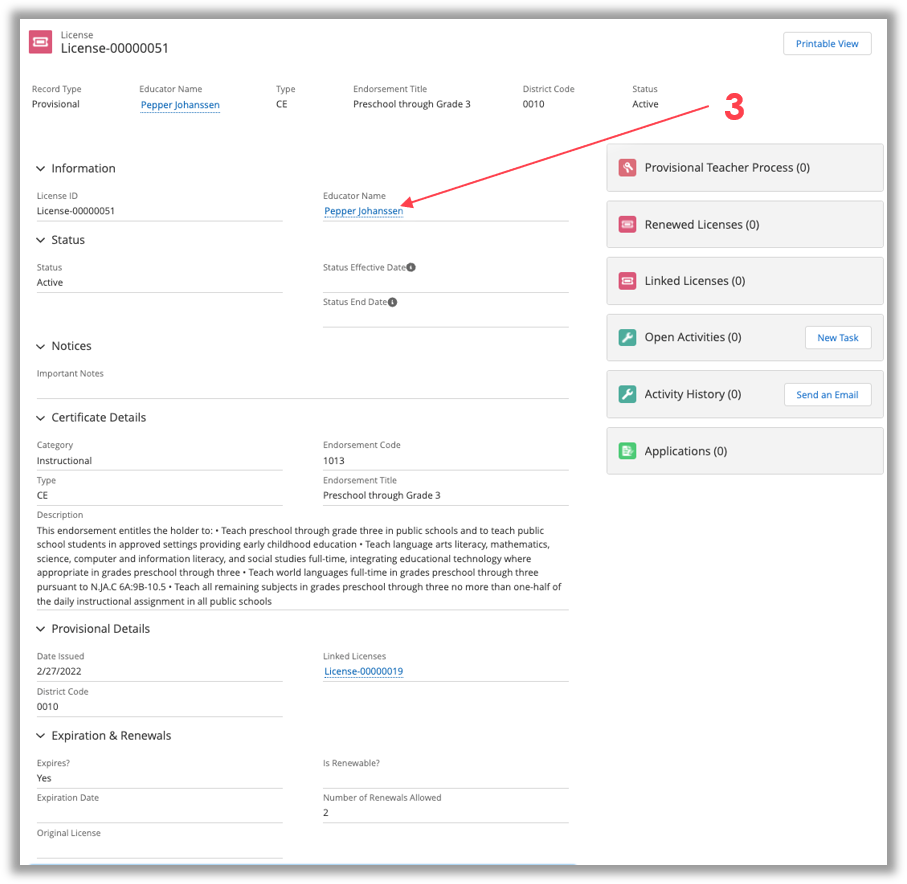 License
License-00000051
Printable View
Record Type
Educator Name
Type
Endorsement Title
District Code
Status
Provisional
Pepper Johanssen
CE
Preschool through Grade 3
0010
Active
3
Information
License ID
Educator Name
License-00000051
Pepper Johanssen
Status
Status
Status Effective Date
Active
Status End Date
Notices
Important Notes
Certificate Details
Category
Endorsement Code
Instructional
1013
Type
Endorsement Title
CE
Preschool through Grade 3
Description
This endorsement entitles the holder to: • Teach preschool through grade three in public schools and to teach public
school students in approved settings providing early childhood education • Teach language arts literacy, mathematics,
science, computer and information literacy, and social studies full-time, integrating educational technology where
appropriate in grades preschool through three • Teach world languages full-time in grades preschool through three
pursuant to N.JA.C 6A:9B-10.5 • Teach all remaining subjects in grades preschool through three no more than one-half of
the daily instructional assignment in all public schools
Provisional Details
Date Issued
Linked Licenses
2/27/2022
License-00000019
District Code
0010
Expiration & Renewals
Expires?
Is Renewable?
Yes
Expiration Date
Number of Renewals Allowed
2
Original License
Provisional Teacher Process (0)
Renewed Licenses (0)
Linked Licenses (0)
Open Activities (0)
New Task
Activity History (0)
Send an Email
Applications (0)